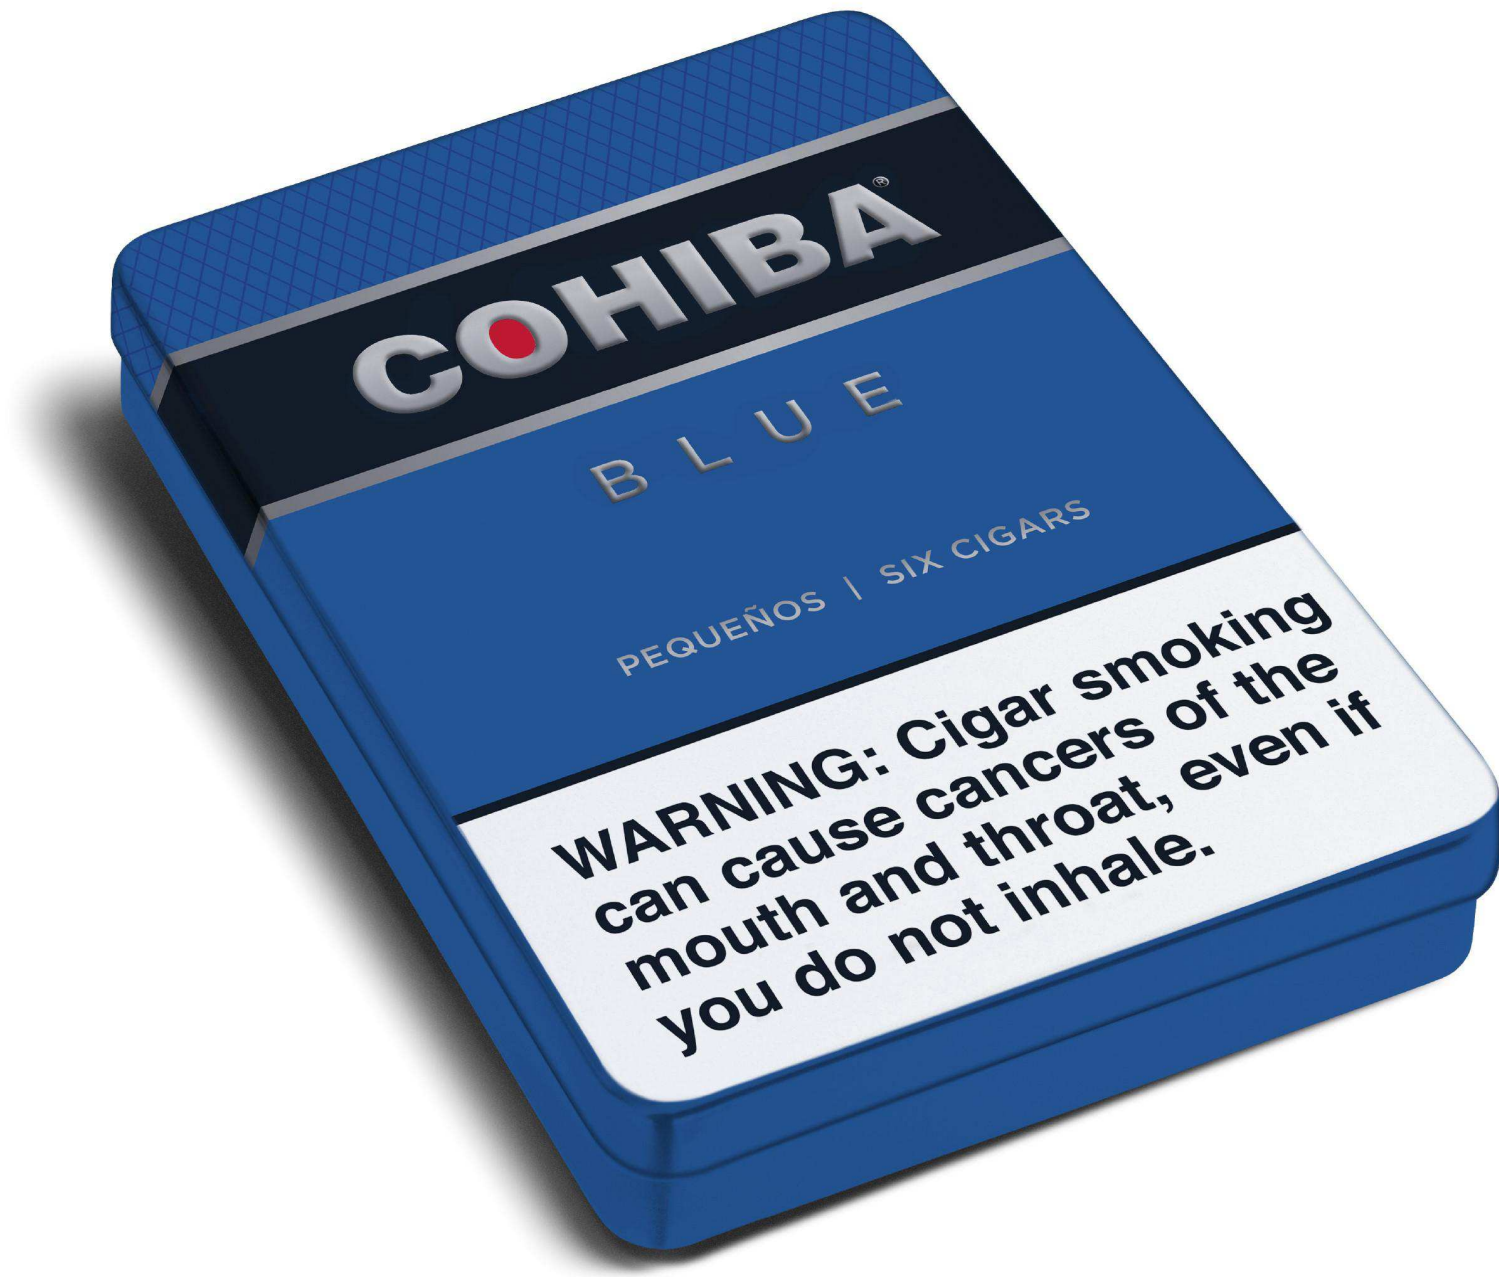 COHIBA®
BLUE
PEQUEÑOS | SIX CIGARS
WARNING: Cigar smoking
can cause cancers of the
mouth and throat, even if
you do not inhale.